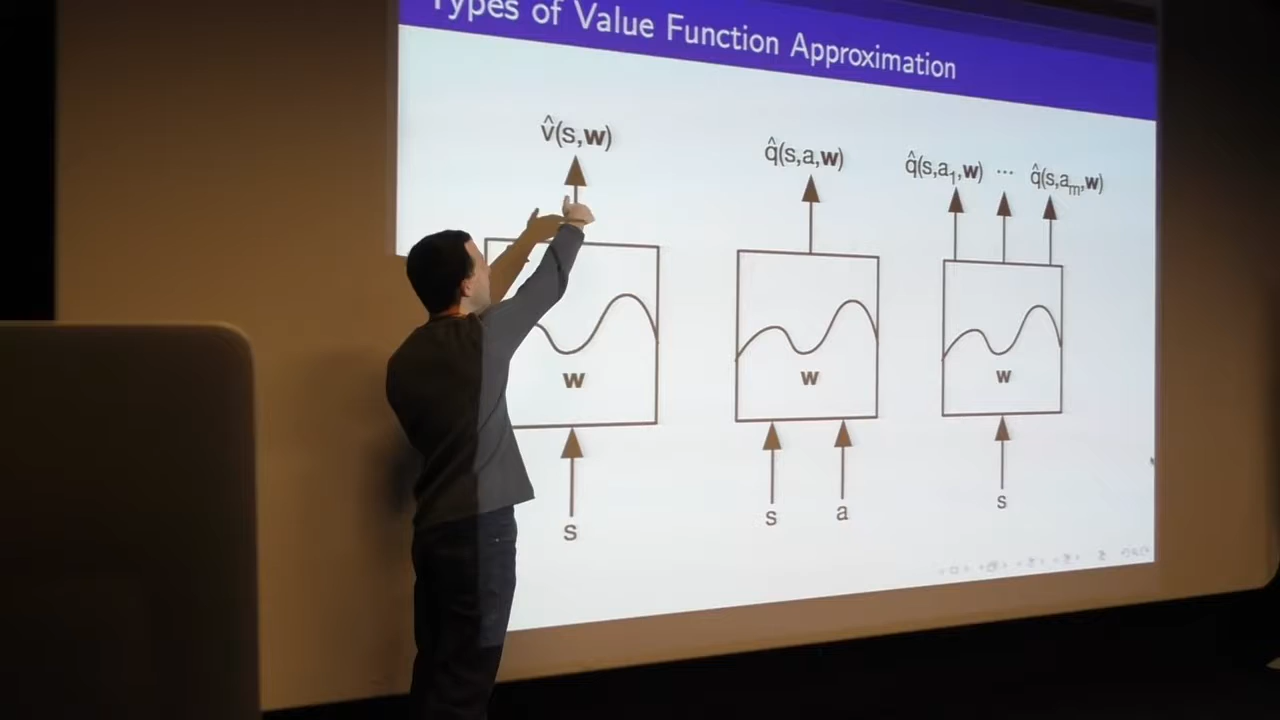 Types of Value Function Approximation
v̂(s,w)
q̂(s,a,w)
q̂(s,a₁,w) ... q̂(s,aₘ,w)
w
w
w
s
s a
s